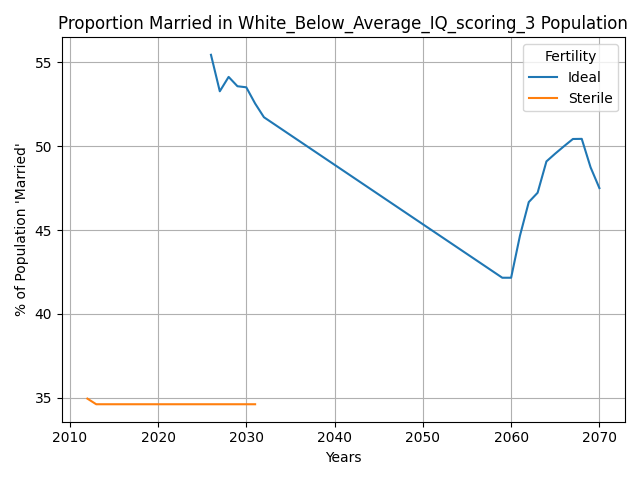 Proportion Married in White_Below_Average_IQ_scoring_3 Population
Fertility
Ideal
Sterile
% of Population 'Married'
55
50
45
40
35
2010 2020 2030 2040 2050 2060 2070
Years